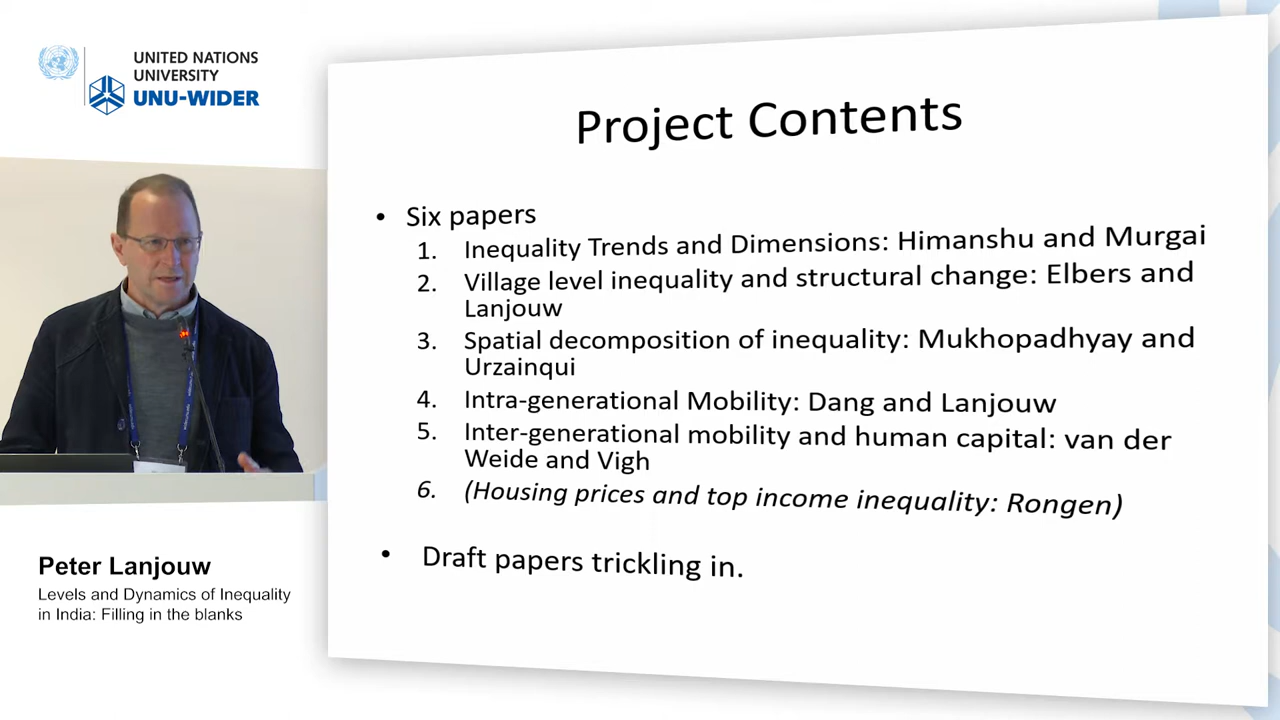 UNITED NATIONS
UNIVERSITY
UNU-WIDER
Project Contents
• Six papers
1. Inequality Trends and Dimensions: Himanshu and Murgai
2. Village level inequality and structural change: Elbers and
Lanjouw
3. Spatial decomposition of inequality: Mukhopadhyay and
Urzainqui
4. Intra-generational Mobility: Dang and Lanjouw
5. Inter-generational mobility and human capital: van der
Weide and Vigh
6. (Housing prices and top income inequality: Rongen)
• Draft papers trickling in.
Peter Lanjouw
Levels and Dynamics of Inequality
in India: Filling in the blanks